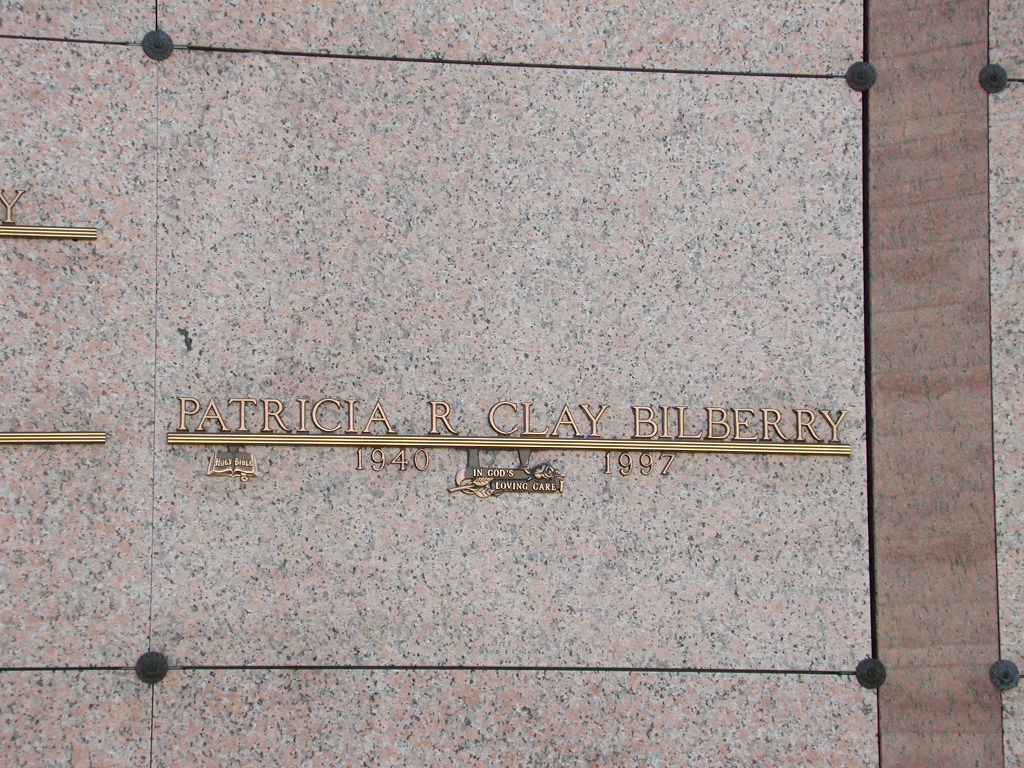 Y
PATRICIA R CLAY BILBERRY
HOLY BIBLE
1940
IN GOD'S
LOVING CARE
1997